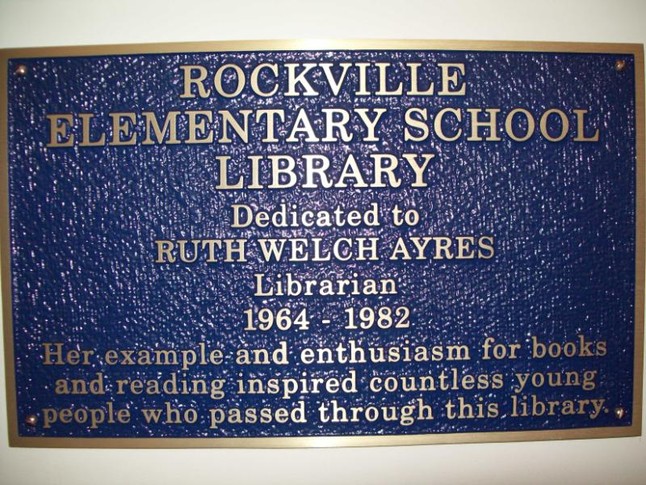 ROCKVILLE
ELEMENTARY SCHOOL
LIBRARY
Dedicated to
RUTH WELCH AYRES
Librarian
1964 - 1982
Her example and enthusiasm for books
and reading inspired countless young
people who passed through this library.